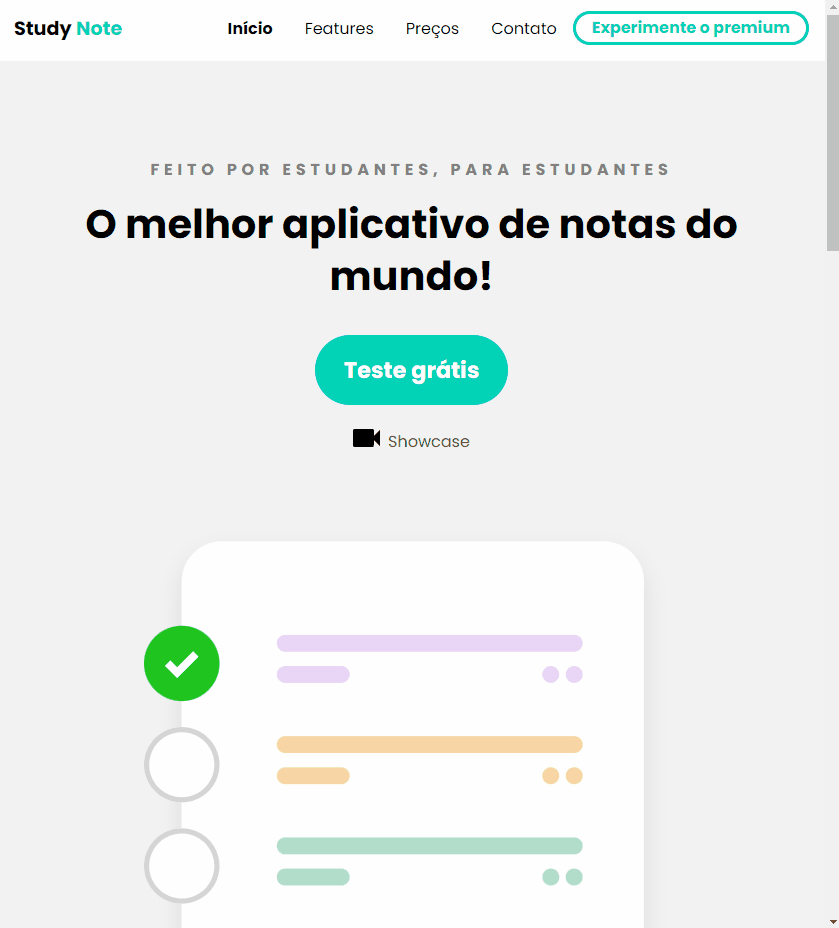 Study Note
Início
Features
Preços
Contato
Experimente o premium
FEITO POR ESTUDANTES, PARA ESTUDANTES
O melhor aplicativo de notas do
mundo!
Teste grátis
Showcase